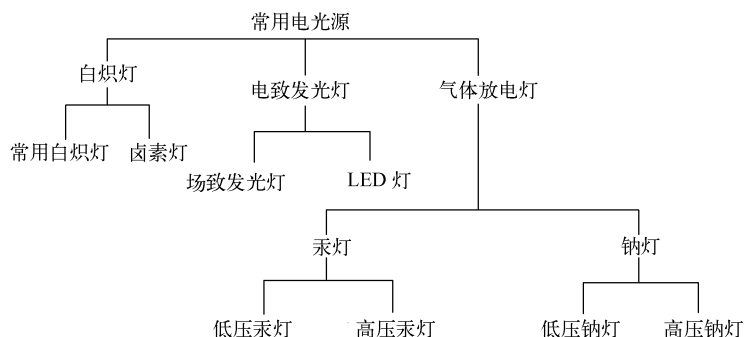 常用电光源
白炽灯
电致发光灯
气体放电灯
常用白炽灯
卤素灯
场致发光灯
LED 灯
汞灯
钠灯
低压汞灯
高压汞灯
低压钠灯
高压钠灯